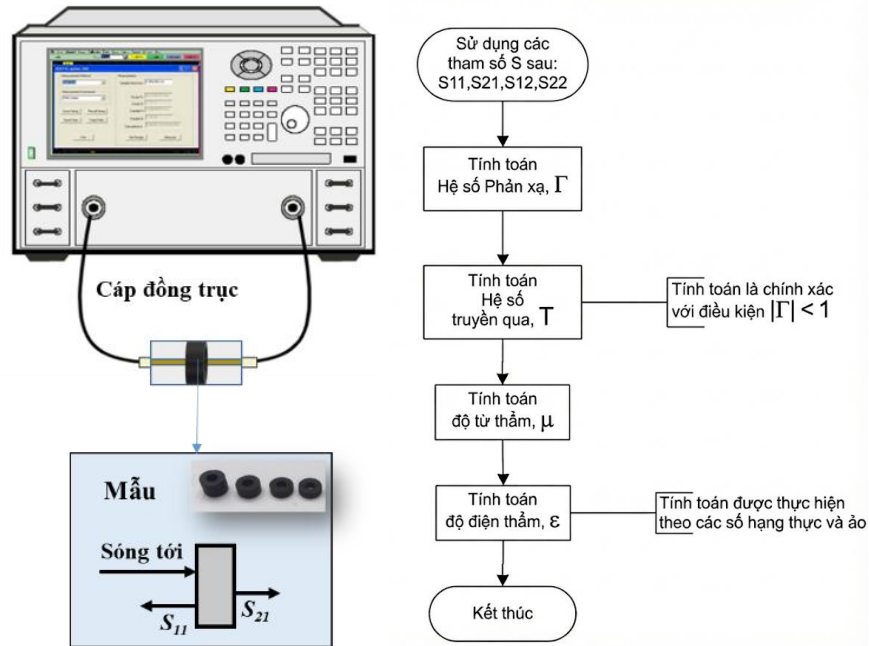 Cáp đồng trục
Mẫu
Sóng tới
S11
S21
Sử dụng các
tham số S sau:
S11,S21,S12,S22
Tính toán
Hệ số Phản xạ, Γ
Tính toán
Hệ số
truyền qua, T
Tính toán là chính xác
với điều kiện |Γ| < 1
Tính toán
độ từ thẩm, μ
Tính toán
độ điện thẩm, ε
Tính toán được thực hiện
theo các số hạng thực và ảo
Kết thúc